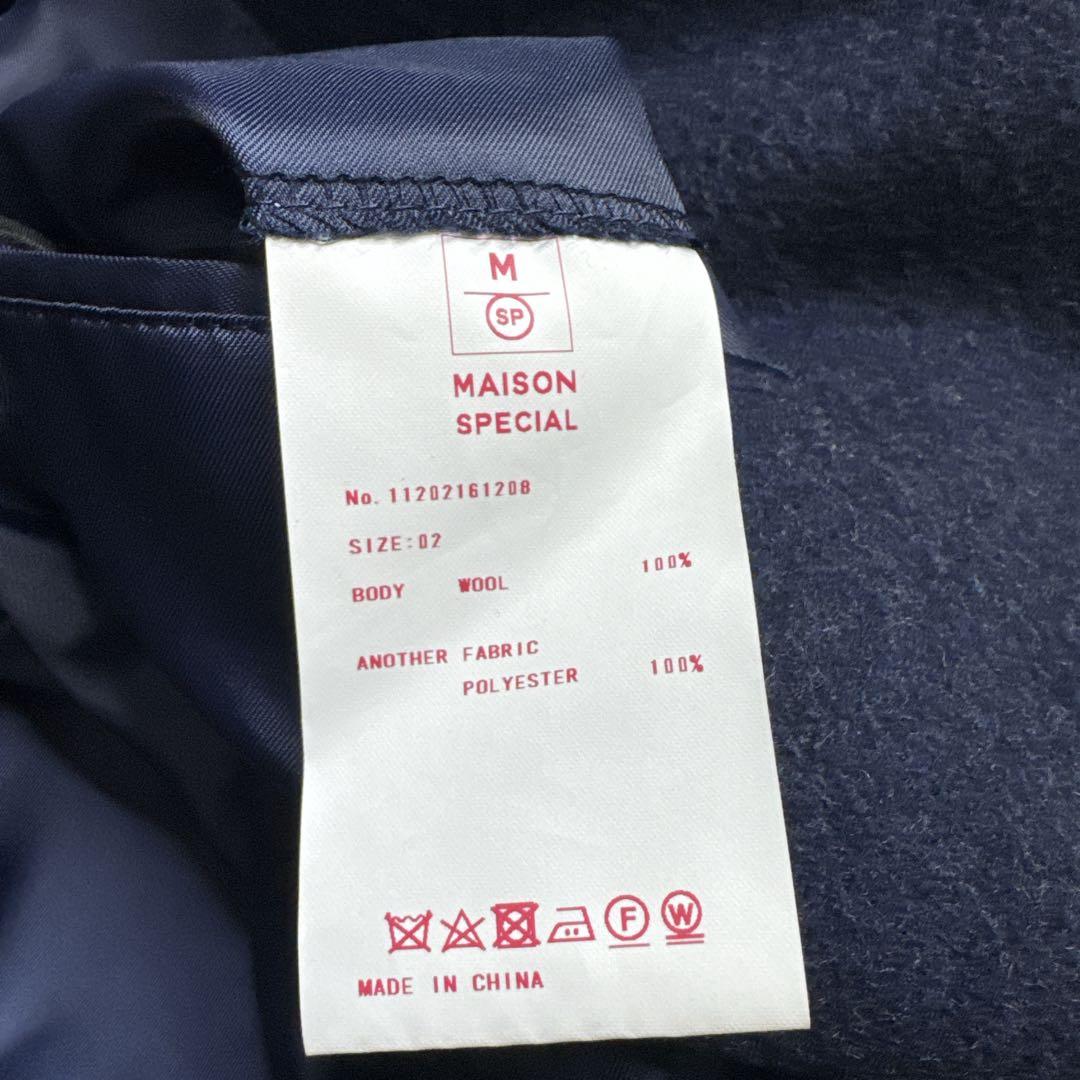 M
SP
MAISON
SPECIAL
No. 11202161208
SIZE:02
BODY WOOL 100%
ANOTHER FABRIC
POLYESTER 100%
F W
MADE IN CHINA